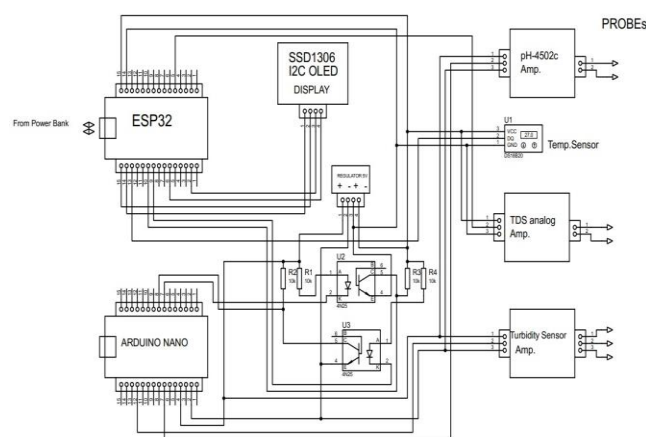 PROBEs
SSD1306
I2C OLED
DISPLAY
pH-4502c
Amp.
From Power Bank
ESP32
U1
VCC
DQ
GND
27.0
DS18B20
Temp.Sensor
REGULATOR 5V
+ - + -
TDS analog
Amp.
R2
10k
R1
10k
U2
A
K
B
C
E
4N25
R3
10k
R4
10k
U3
B
C
E
A
K
4N25
ARDUINO NANO
Turbidity Sensor
Amp.